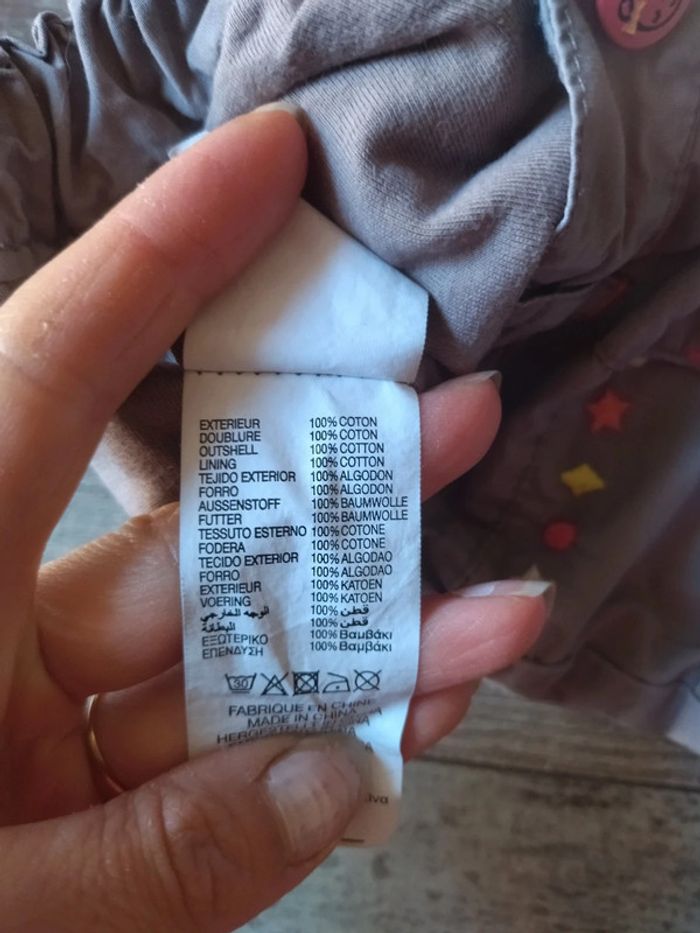 EXTERIEUR 100% COTON
DOUBLURE 100% COTON
OUTSHELL 100% COTTON
LINING 100% COTTON
TEJIDO EXTERIOR 100% ALGODON
FORRO 100% ALGODON
AUSSENSTOFF 100% BAUMWOLLE
FUTTER 100% BAUMWOLLE
TESSUTO ESTERNO 100% COTONE
FODERA 100% COTONE
TECIDO EXTERIOR 100% ALGODAO
FORRO 100% ALGODAO
EXTERIEUR 100% KATOEN
VOERING 100% KATOEN
الوجه الخارجي 100% قطن
البطانة 100% قطن
ΕΞΩΤΕΡΙΚΟ 100% Βαμβάκι
ΕΠΕΝΔΥΣΗ 100% Βαμβάκι
30
FABRIQUE EN CHINE
MADE IN CHINA
HERGESTELLT IN